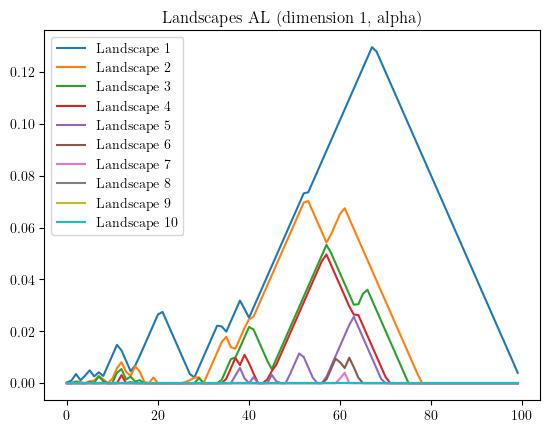 Landscapes AL (dimension 1, alpha)
Landscape 1
Landscape 2
Landscape 3
Landscape 4
Landscape 5
Landscape 6
Landscape 7
Landscape 8
Landscape 9
Landscape 10
0.12
0.10
0.08
0.06
0.04
0.02
0.00
0 20 40 60 80 100